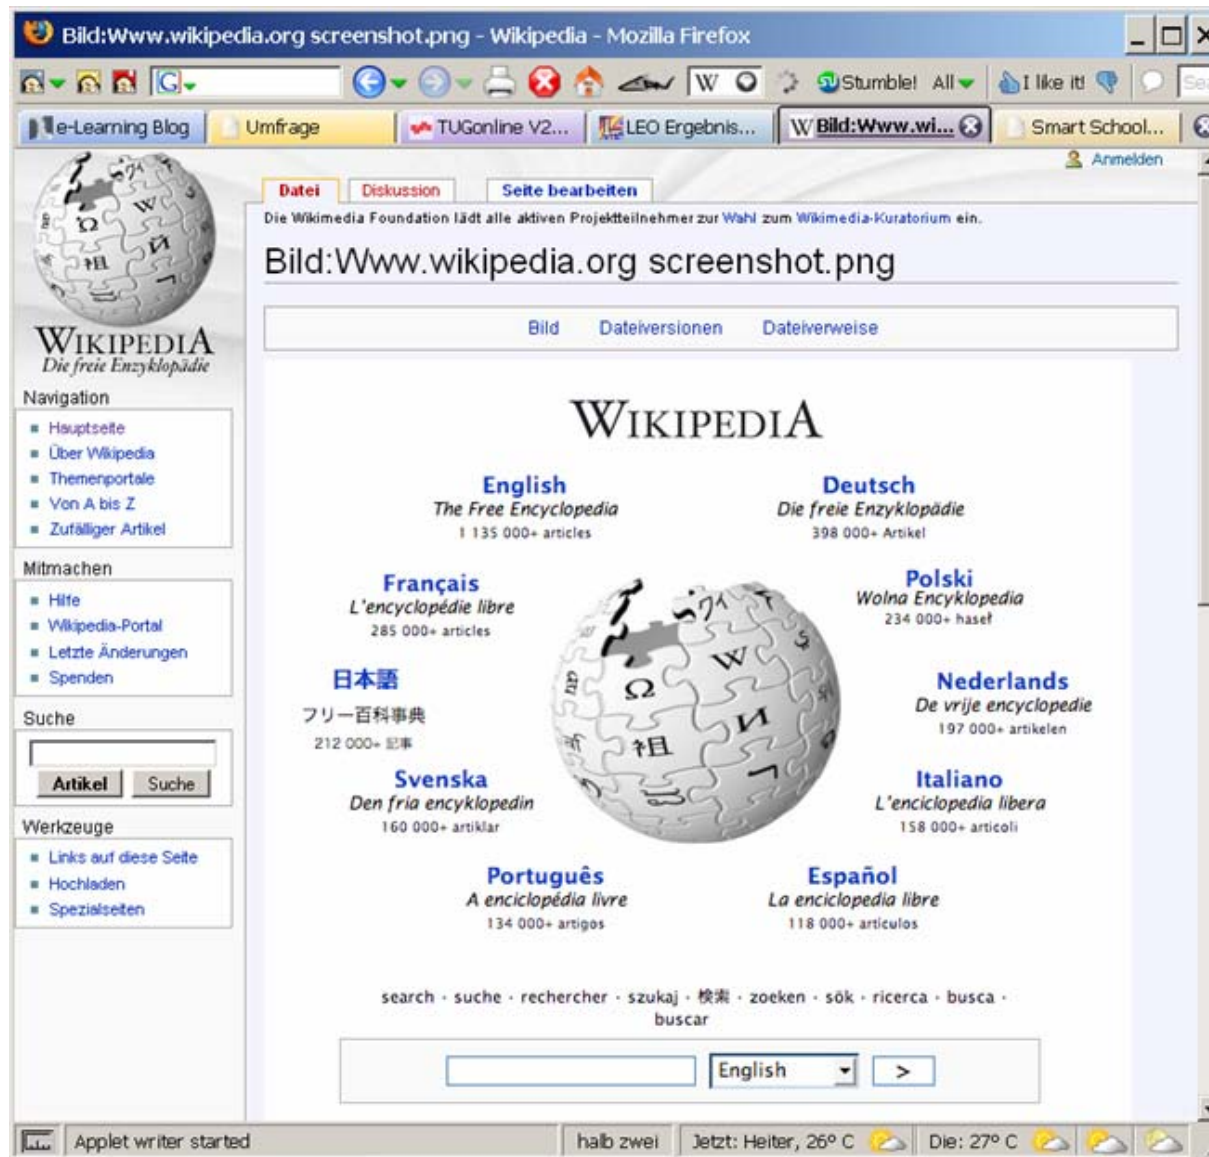 Bild:Www.wikipedia.org screenshot.png - Wikipedia - Mozilla Firefox
G W Stumble! All I like it!
e-Learning Blog Umfrage TUGonline V2... LEO Ergebnis... W Bild:Www.wi... Smart School...
Anmelden
Datei Diskussion Seite bearbeiten
Die Wikimedia Foundation lädt alle aktiven Projektteilnehmer zur Wahl zum Wikimedia-Kuratorium ein.
Bild:Www.wikipedia.org screenshot.png
Bild Dateiversionen Dateiverweise
WIKIPEDIA
Die freie Enzyklopädie
Navigation
Hauptseite
Über Wikipedia
Themenportale
Von A bis Z
Zufälliger Artikel
Mitmachen
Hilfe
Wikipedia-Portal
Letzte Änderungen
Spenden
Suche
Artikel Suche
Werkzeuge
Links auf diese Seite
Hochladen
Spezialseiten
WIKIPEDIA
English
The Free Encyclopedia
1 135 000+ articles
Deutsch
Die freie Enzyklopädie
398 000+ Artikel
Français
L'encyclopédie libre
285 000+ articles
Polski
Wolna Encyklopedia
234 000+ haseł
日本語
フリー百科事典
212 000+ 記事
Nederlands
De vrije encyclopedie
197 000+ artikelen
Svenska
Den fria encyklopedin
160 000+ artiklar
Italiano
L'enciclopedia libera
158 000+ articoli
Português
A enciclopédia livre
134 000+ artigos
Español
La enciclopedia libre
118 000+ artículos
search · suche · rechercher · szukaj · 検索 · zoeken · sök · ricerca · busca ·
buscar
English >
Applet writer started halb zwei Jetzt: Heiter, 26° C Die: 27° C